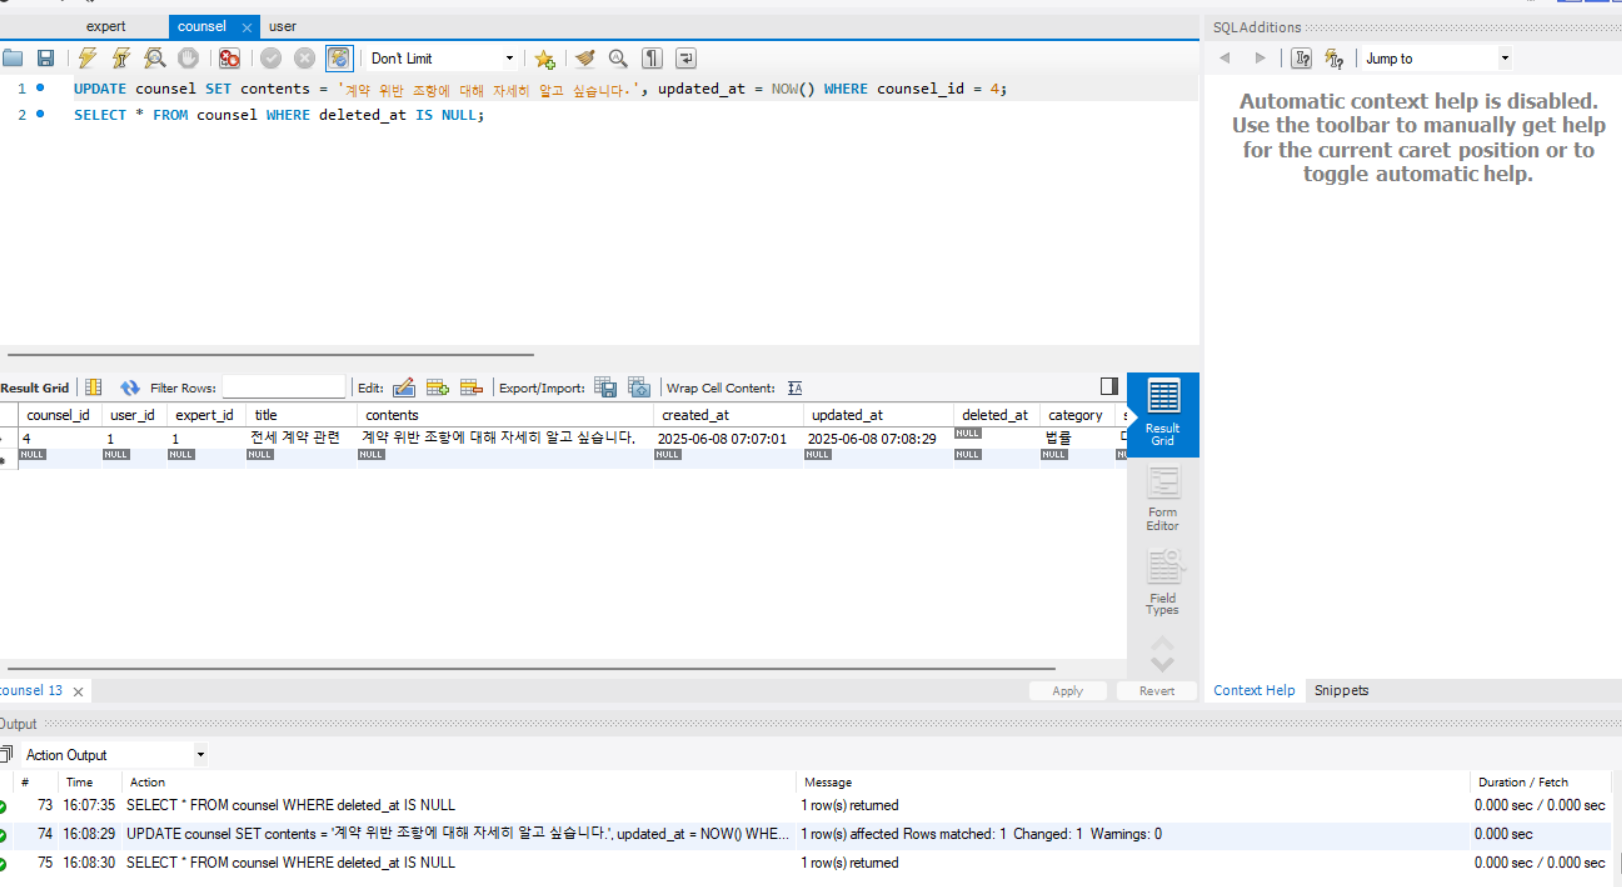 expert counsel user
SQLAdditions
Don't Limit
Jump to
1 UPDATE counsel SET contents = '계약 위반 조항에 대해 자세히 알고 싶습니다.', updated_at = NOW() WHERE counsel_id = 4;
2 SELECT * FROM counsel WHERE deleted_at IS NULL;
Automatic context help is disabled.
Use the toolbar to manually get help
for the current caret position or to
toggle automatic help.
Result Grid Filter Rows: Edit: Export/Import: Wrap Cell Content: IA
counsel_id user_id expert_id title contents created_at updated_at deleted_at category
4 1 1 전세 계약 관련 계약 위반 조항에 대해 자세히 알고 싶습니다. 2025-06-08 07:07:01 2025-06-08 07:08:29 NULL 법률
NULL NULL NULL NULL NULL NULL NULL NULL NULL
Result
Grid
Form
Editor
Field
Types
counsel 13
Apply Revert
Context Help Snippets
Output
Action Output
# Time Action Message Duration / Fetch
73 16:07:35 SELECT * FROM counsel WHERE deleted_at IS NULL 1 row(s) returned 0.000 sec / 0.000 sec
74 16:08:29 UPDATE counsel SET contents = '계약 위반 조항에 대해 자세히 알고 싶습니다.', updated_at = NOW() WHE... 1 row(s) affected Rows matched: 1 Changed: 1 Warnings: 0 0.000 sec
75 16:08:30 SELECT * FROM counsel WHERE deleted_at IS NULL 1 row(s) returned 0.000 sec / 0.000 sec